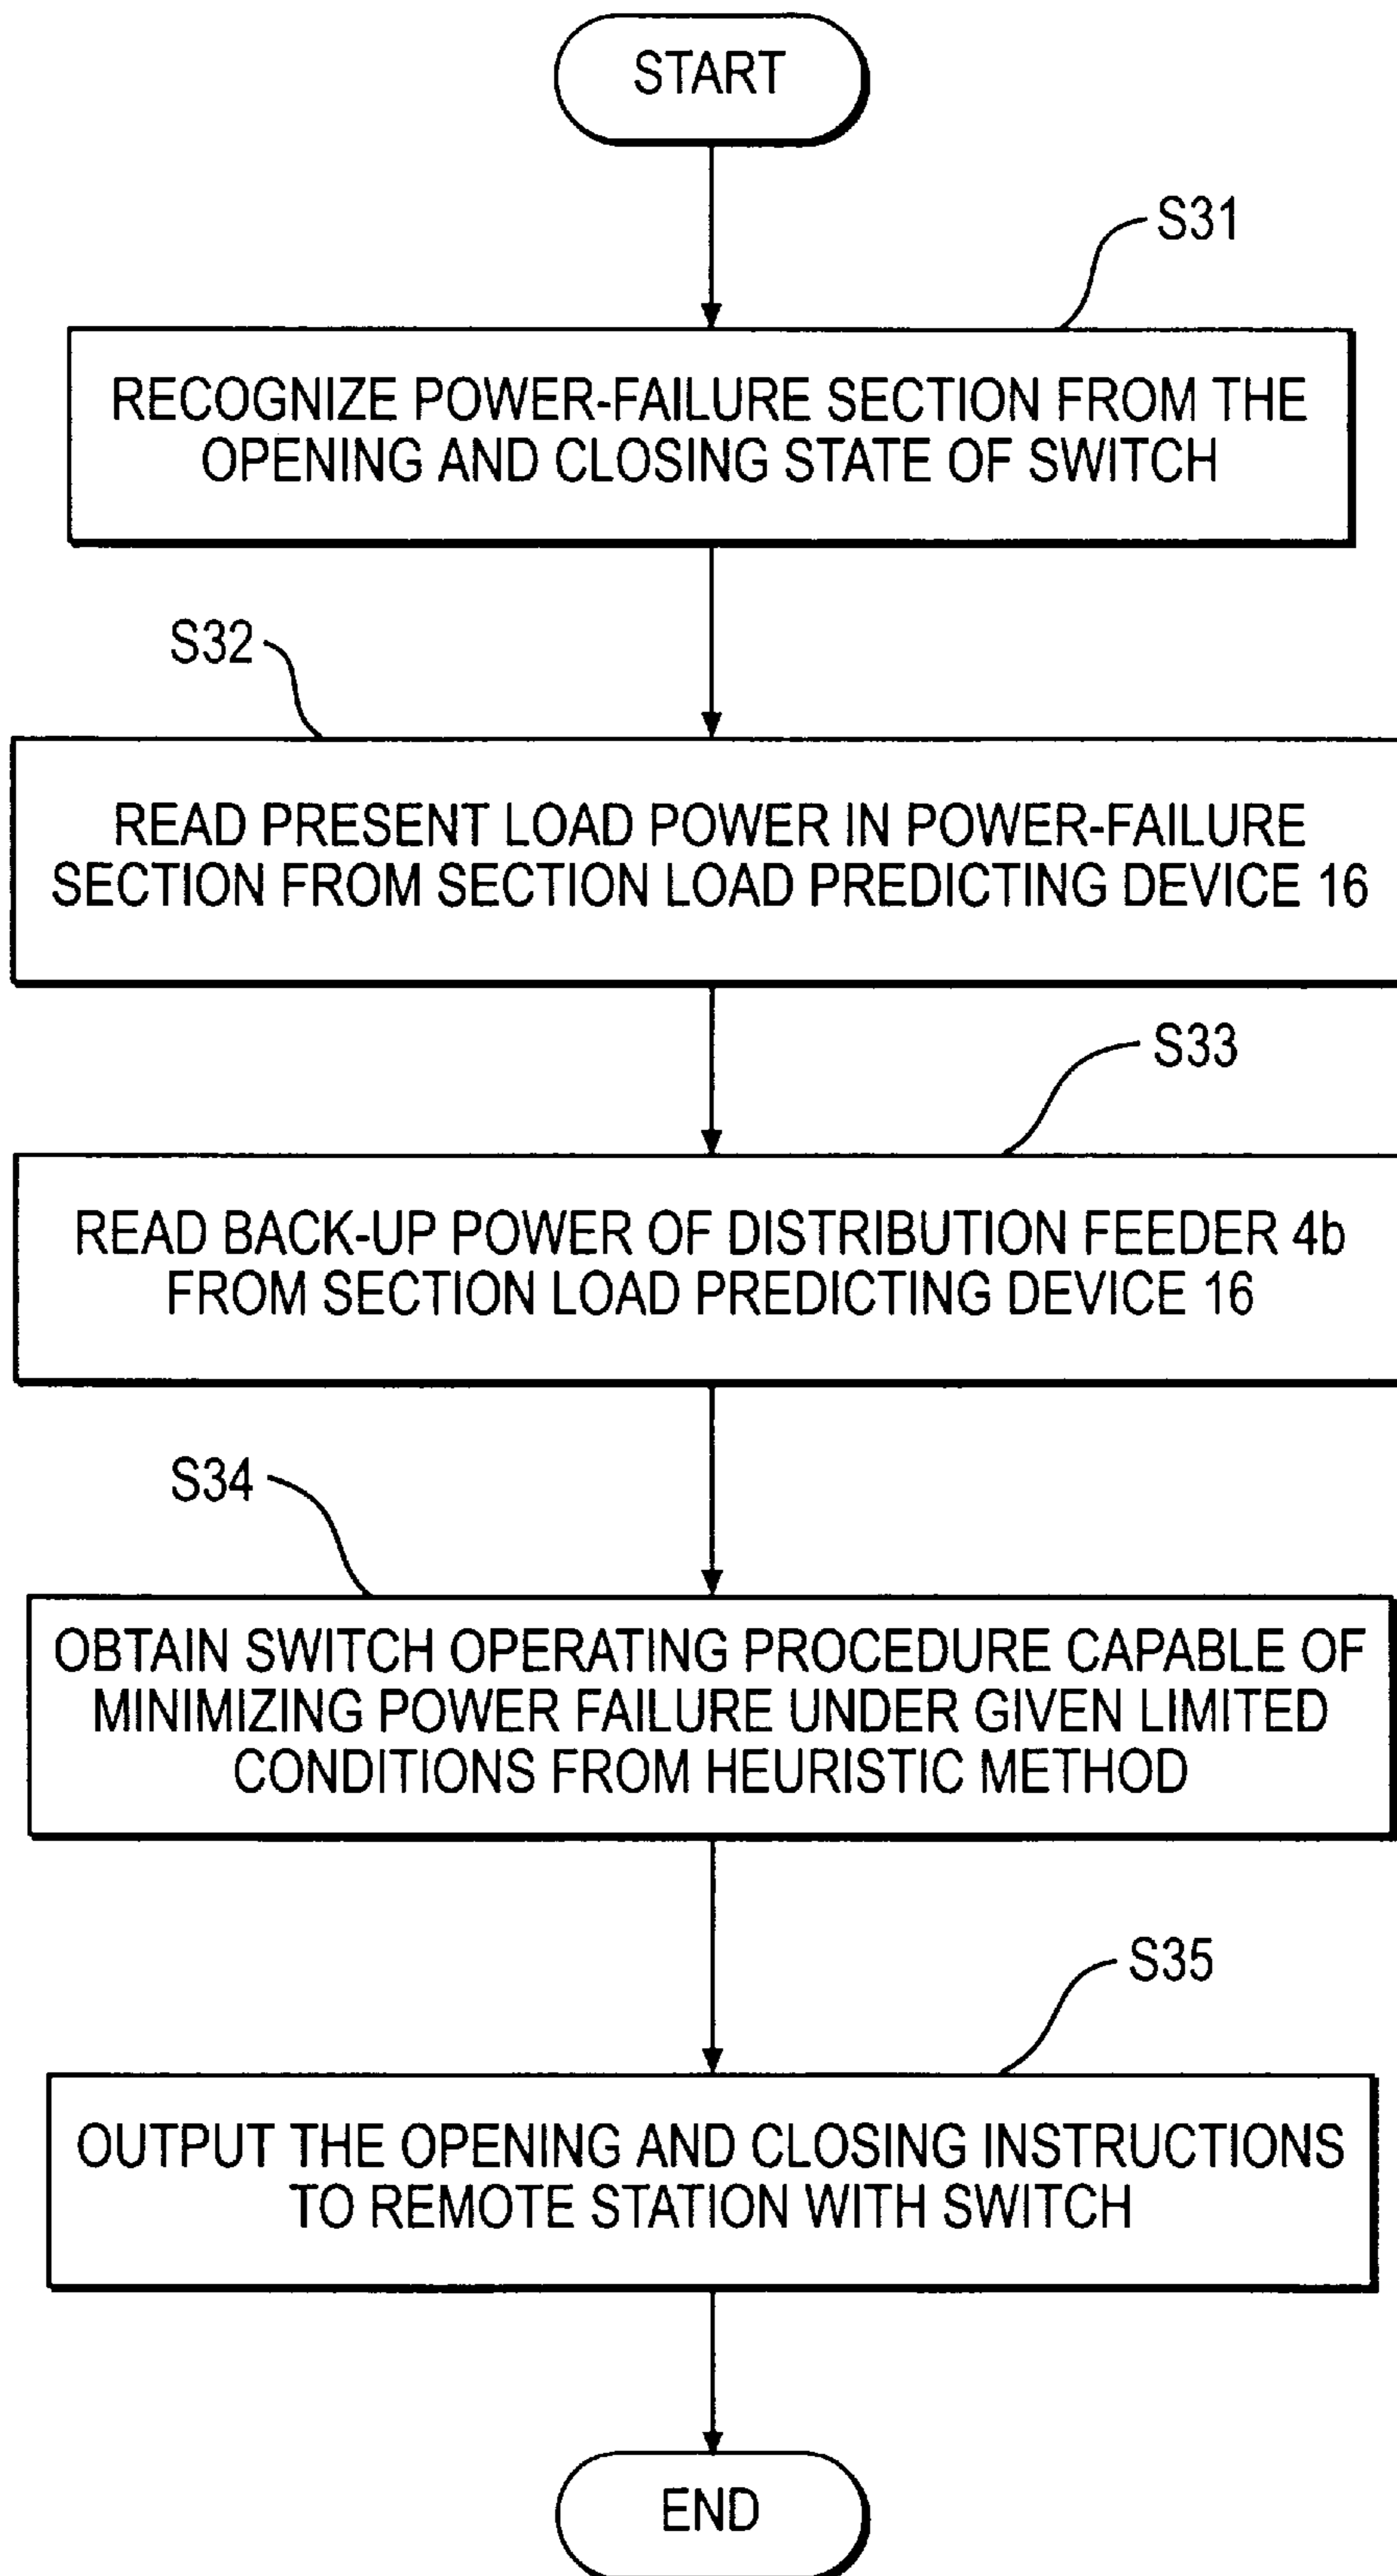 START
S31
RECOGNIZE POWER-FAILURE SECTION FROM THE
OPENING AND CLOSING STATE OF SWITCH
S32
READ PRESENT LOAD POWER IN POWER-FAILURE
SECTION FROM SECTION LOAD PREDICTING DEVICE 16
S33
READ BACK-UP POWER OF DISTRIBUTION FEEDER 4b
FROM SECTION LOAD PREDICTING DEVICE 16
S34
OBTAIN SWITCH OPERATING PROCEDURE CAPABLE OF
MINIMIZING POWER FAILURE UNDER GIVEN LIMITED
CONDITIONS FROM HEURISTIC METHOD
S35
OUTPUT THE OPENING AND CLOSING INSTRUCTIONS
TO REMOTE STATION WITH SWITCH
END